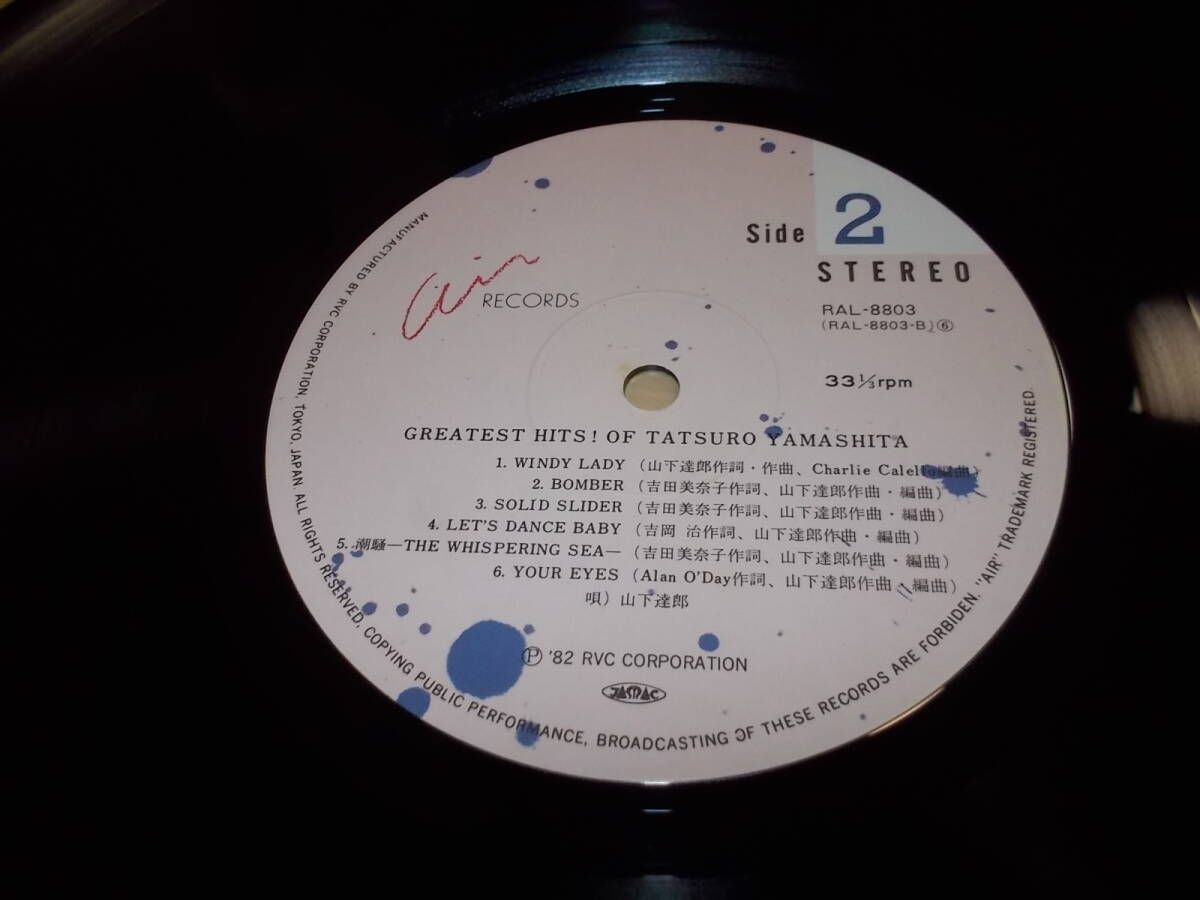 Side 2
STEREO
Air RECORDS
RAL-8803
(RAL-8803-B)⑥
33 1/3 rpm
GREATEST HITS! OF TATSURO YAMASHITA
1. WINDY LADY (山下達郎作詞・作曲、Charlie Calello編曲)
2. BOMBER (吉田美奈子作詞、山下達郎作曲・編曲)
3. SOLID SLIDER (吉田美奈子作詞、山下達郎作曲・編曲)
4. LET'S DANCE BABY (吉岡 治作詞、山下達郎作曲・編曲)
5. 潮騒—THE WHISPERING SEA— (吉田美奈子作詞、山下達郎作曲・編曲)
6. YOUR EYES (Alan O'Day作詞、山下達郎作曲・編曲)
唄) 山下達郎
Ⓟ '82 RVC CORPORATION
JASRAC
MANUFACTURED BY RVC CORPORATION, TOKYO, JAPAN. ALL RIGHTS RESERVED, COPYING PUBLIC PERFORMANCE, BROADCASTING OF THESE RECORDS ARE FORBIDDEN. "AIR" TRADEMARK REGISTERED.